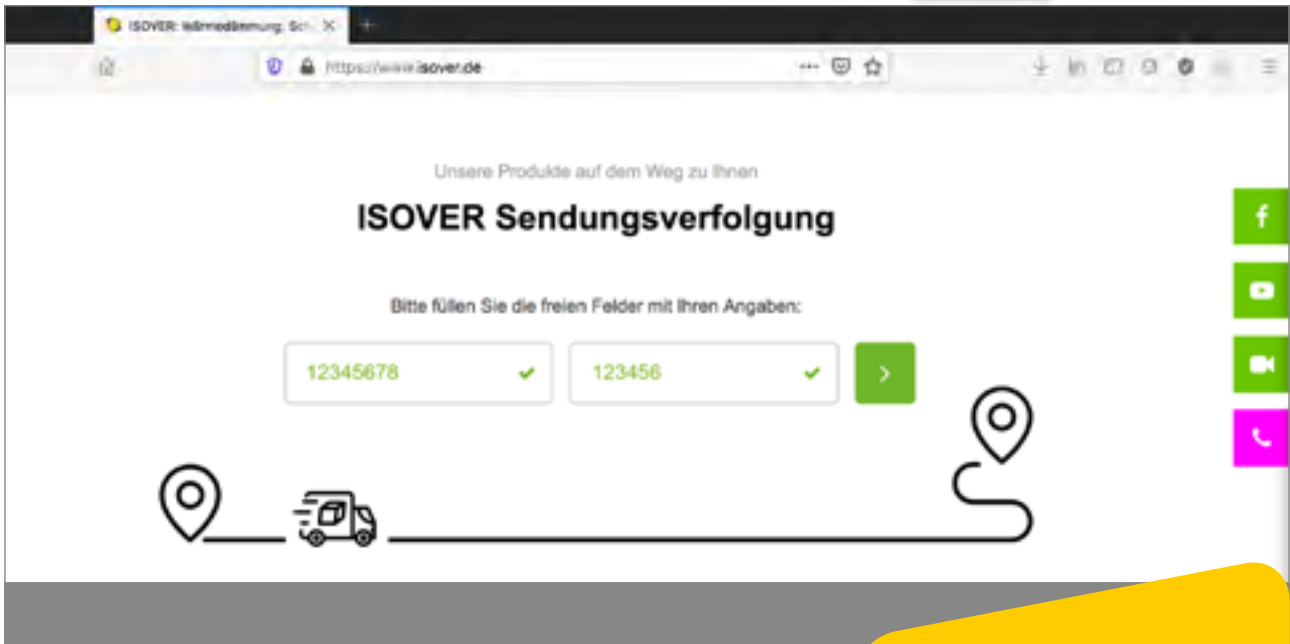 ISOVER: Wärmedämmung, Sch
https://www.isover.de
Unsere Produkte auf dem Weg zu Ihnen
ISOVER Sendungsverfolgung
Bitte füllen Sie die freien Felder mit Ihren Angaben:
12345678 123456